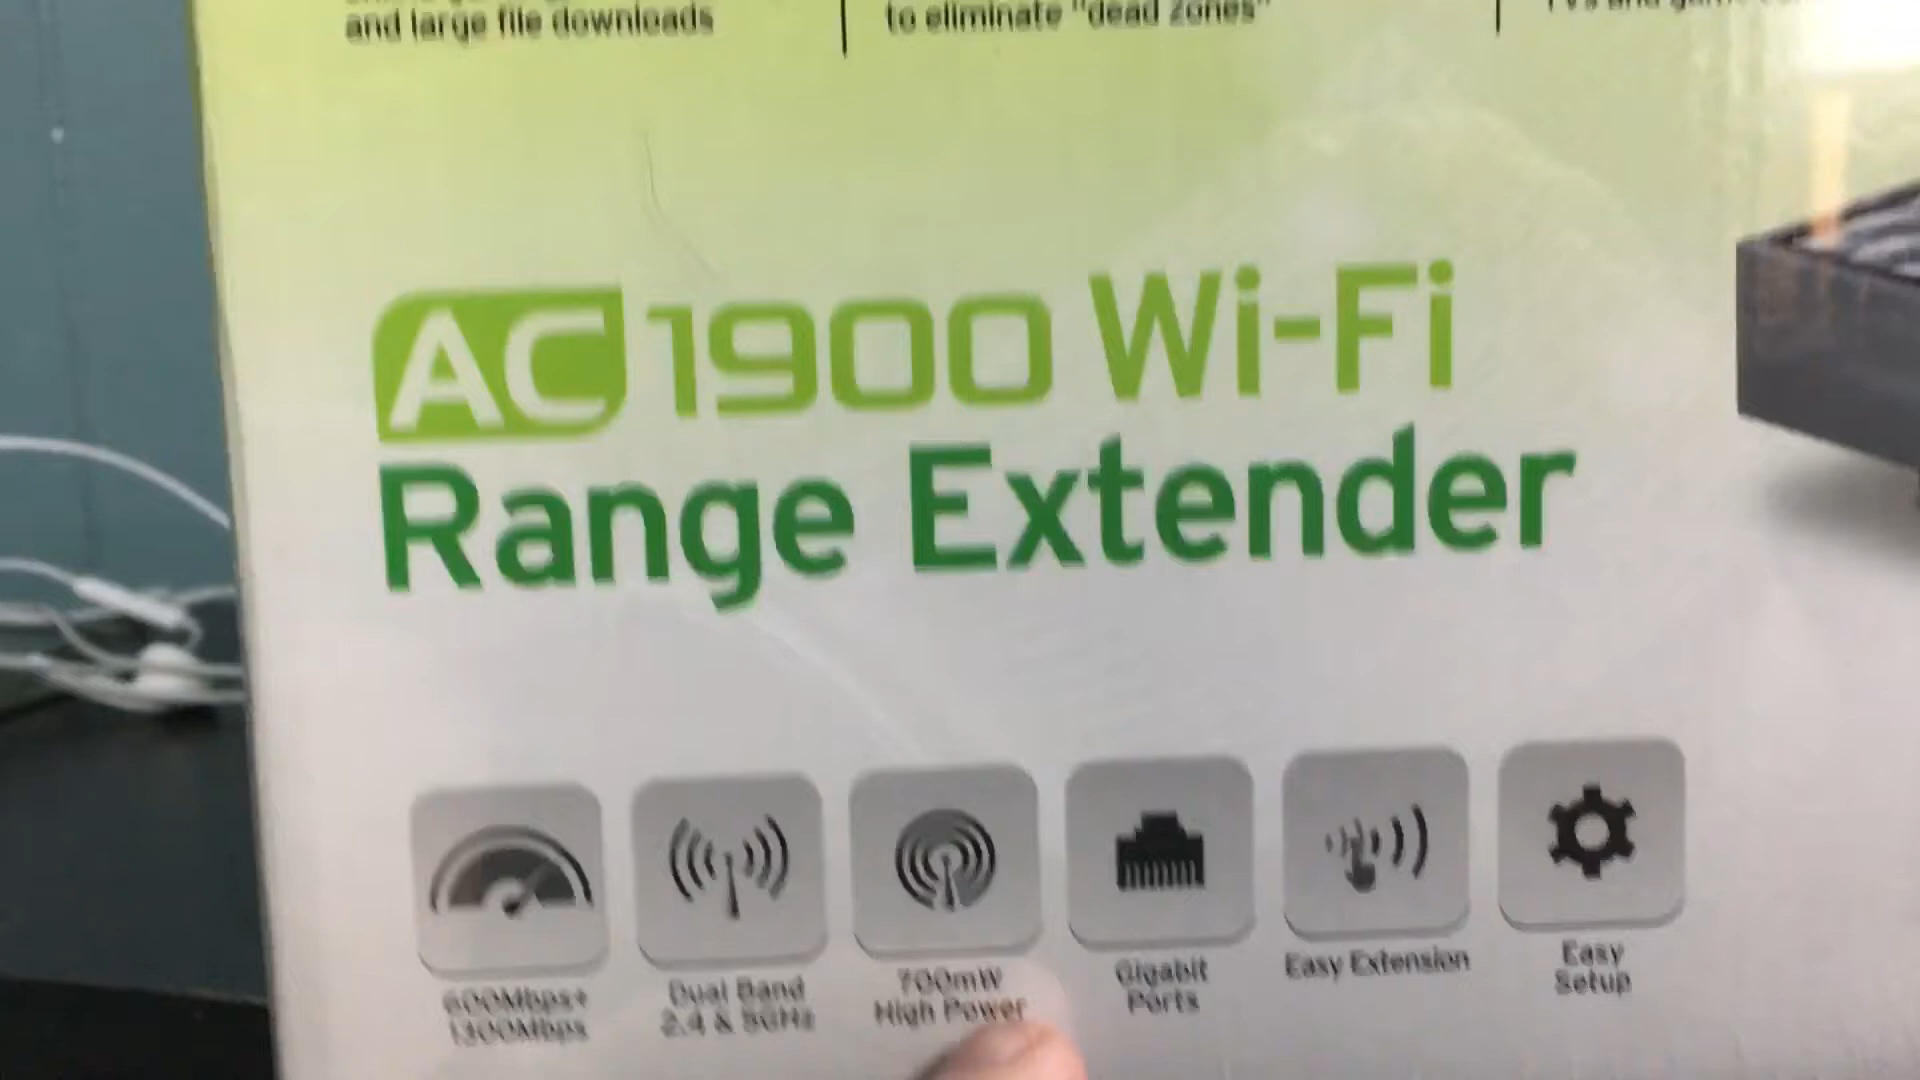 and large file downloads
to eliminate "dead zones"
AC1900 Wi-Fi
Range Extender
600Mbps+
1300Mbps
Dual Band
2.4 & 5GHz
700mW
High Power
Gigabit
Ports
Easy Extension
Easy
Setup